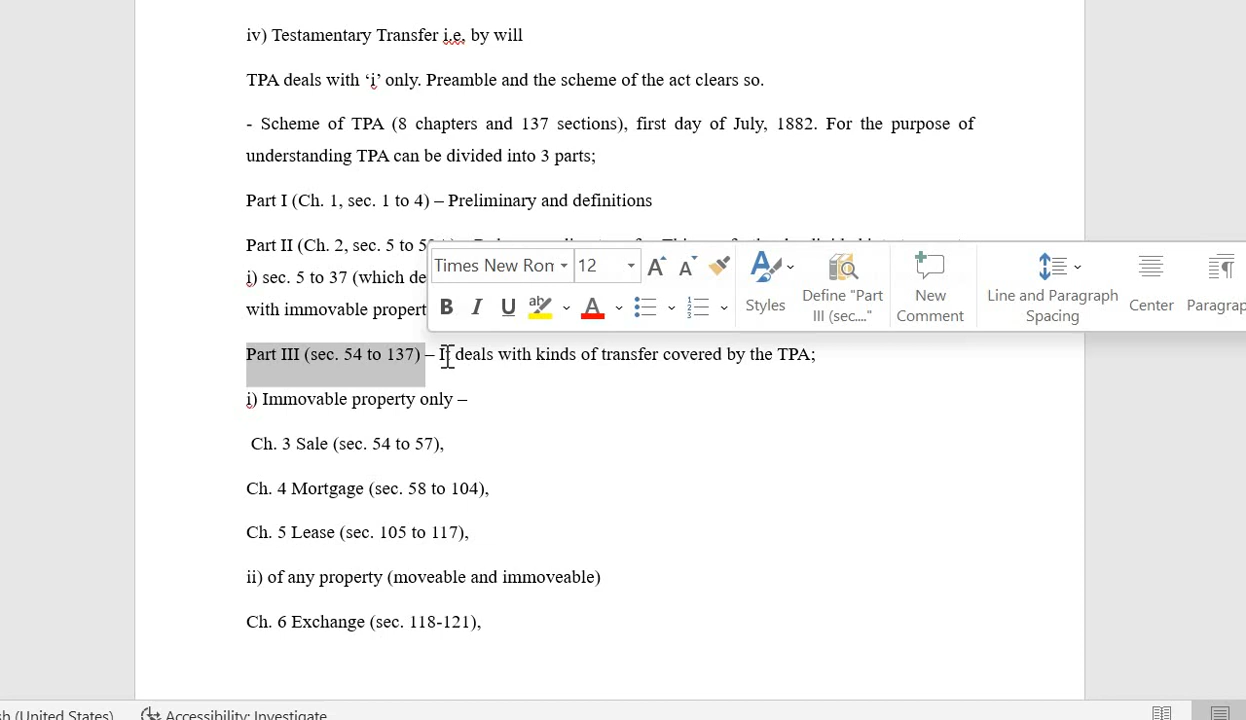 iv) Testamentary Transfer i.e. by will
TPA deals with ‘i’ only. Preamble and the scheme of the act clears so.
- Scheme of TPA (8 chapters and 137 sections), first day of July, 1882. For the purpose of
understanding TPA can be divided into 3 parts;
Part I (Ch. 1, sec. 1 to 4) – Preliminary and definitions
Part II (Ch. 2, sec. 5 to
i) sec. 5 to 37 (which de
with immovable propert
Times New Ron 12
Styles
Define "Part
III (sec...."
New
Comment
Line and Paragraph
Spacing
Center
Paragrap
B I U ab A
Part III (sec. 54 to 137) – It deals with kinds of transfer covered by the TPA;
i) Immovable property only –
Ch. 3 Sale (sec. 54 to 57),
Ch. 4 Mortgage (sec. 58 to 104),
Ch. 5 Lease (sec. 105 to 117),
ii) of any property (moveable and immoveable)
Ch. 6 Exchange (sec. 118-121),
sh (United States) Accessibility: Investigate